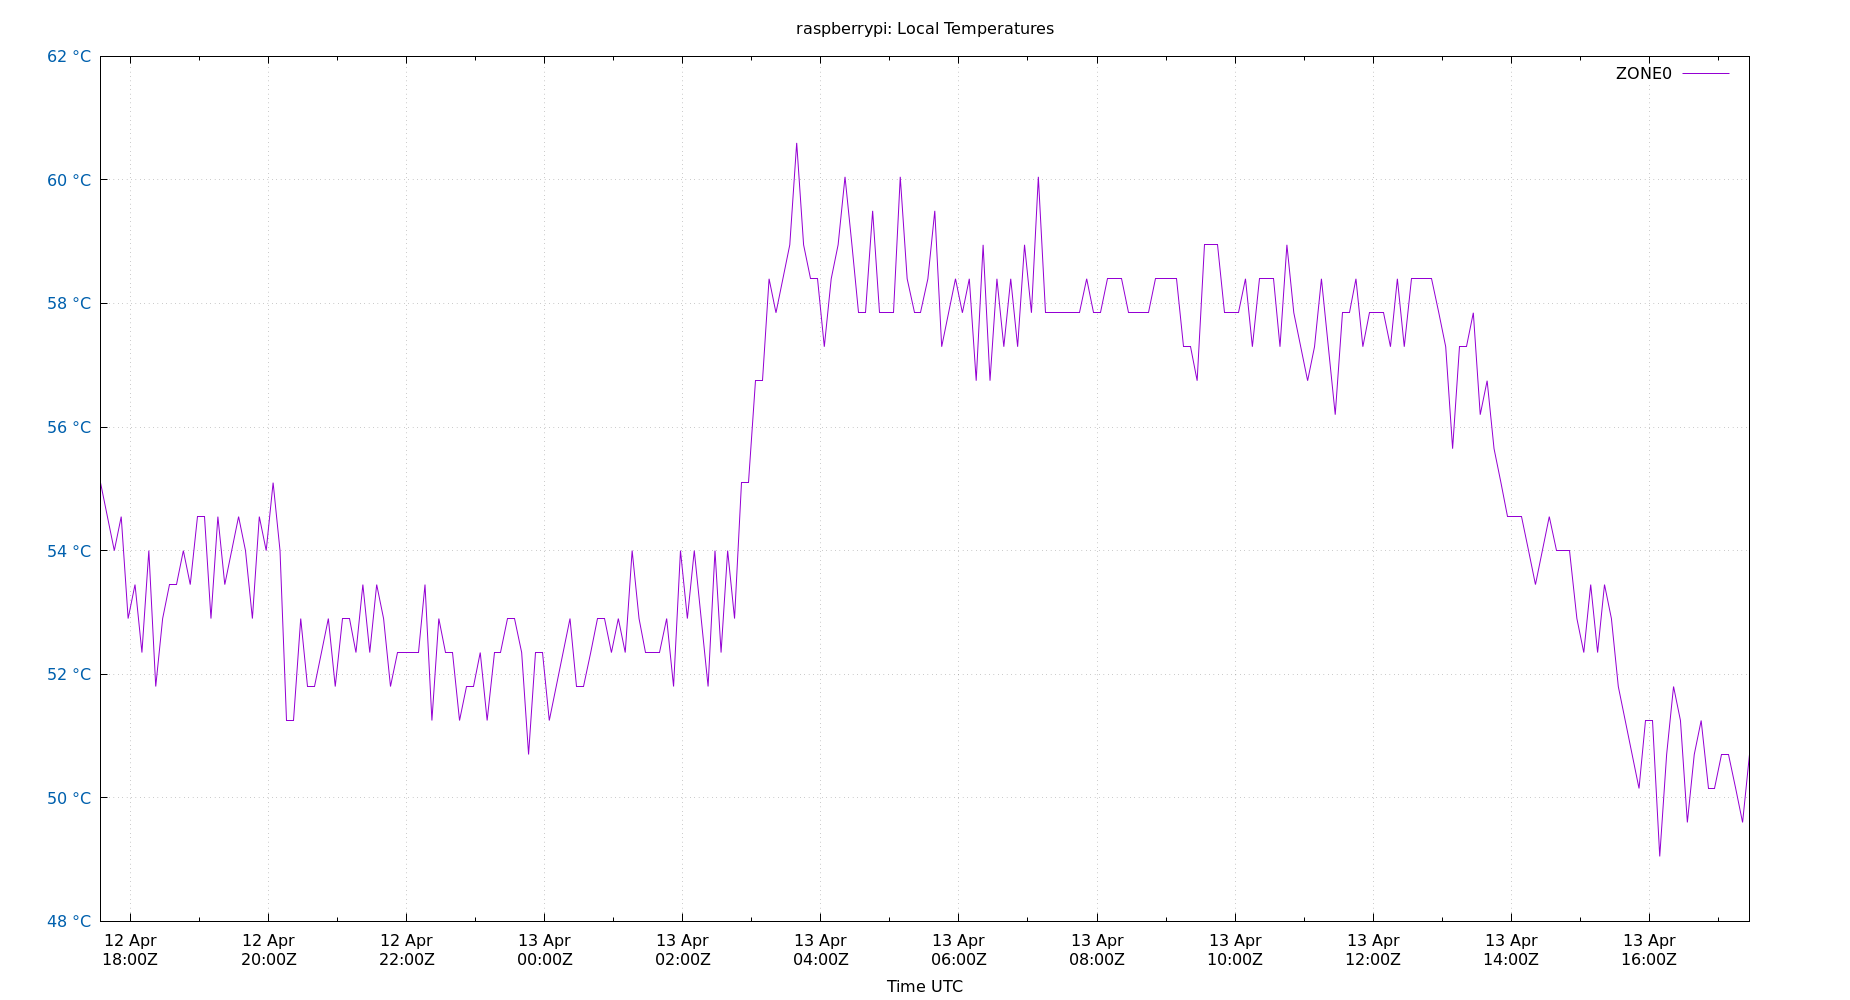 raspberrypi: Local Temperatures
62 °C
ZONE0
60 °C
58 °C
56 °C
54 °C
52 °C
50 °C
48 °C
12 Apr 12 Apr 12 Apr 13 Apr 13 Apr 13 Apr 13 Apr 13 Apr 13 Apr 13 Apr 13 Apr 13 Apr
18:00Z 20:00Z 22:00Z 00:00Z 02:00Z 04:00Z 06:00Z 08:00Z 10:00Z 12:00Z 14:00Z 16:00Z
Time UTC